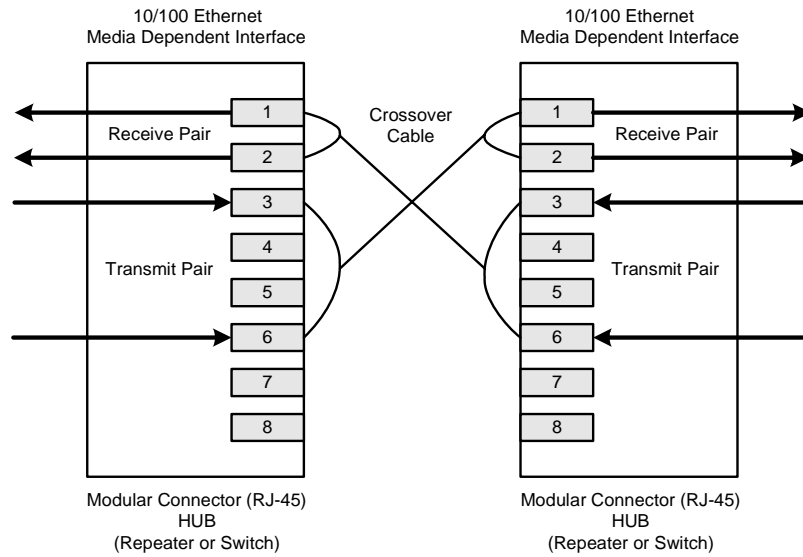 10/100 Ethernet
Media Dependent Interface
10/100 Ethernet
Media Dependent Interface
1
Receive Pair
2
3
4
Transmit Pair
5
6
7
8
Crossover
Cable
1
Receive Pair
2
3
4
Transmit Pair
5
6
7
8
Modular Connector (RJ-45)
HUB
(Repeater or Switch)
Modular Connector (RJ-45)
HUB
(Repeater or Switch)